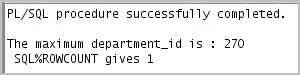 PL/SQL procedure successfully completed.
The maximum department_id is : 270
SQL%ROWCOUNT gives 1